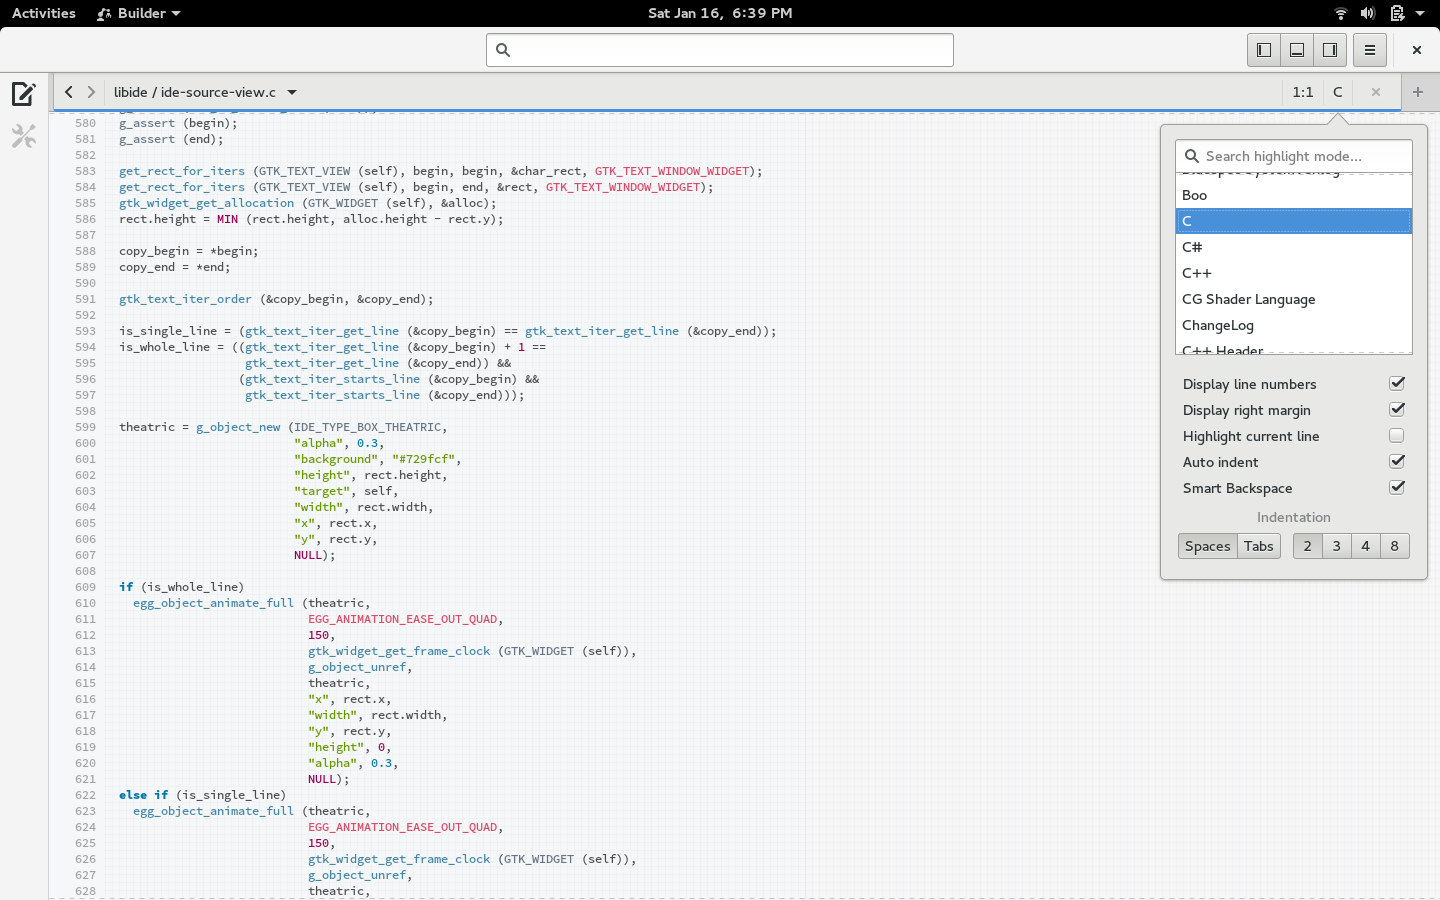 Activities
Builder
Sat Jan 16, 6:39 PM
libide / ide-source-view.c
1:1
C
580 g_assert (begin);
581 g_assert (end);
582
583 get_rect_for_iters (GTK_TEXT_VIEW (self), begin, begin, &char_rect, GTK_TEXT_WINDOW_WIDGET);
584 get_rect_for_iters (GTK_TEXT_VIEW (self), begin, end, &rect, GTK_TEXT_WINDOW_WIDGET);
585 gtk_widget_get_allocation (GTK_WIDGET (self), &alloc);
586 rect.height = MIN (rect.height, alloc.height - rect.y);
587
588 copy_begin = *begin;
589 copy_end = *end;
590
591 gtk_text_iter_order (&copy_begin, &copy_end);
592
593 is_single_line = (gtk_text_iter_get_line (&copy_begin) == gtk_text_iter_get_line (&copy_end));
594 is_whole_line = ((gtk_text_iter_get_line (&copy_begin) + 1 ==
595 gtk_text_iter_get_line (&copy_end)) &&
596 (gtk_text_iter_starts_line (&copy_begin) &&
597 gtk_text_iter_starts_line (&copy_end)));
598
599 theatric = g_object_new (IDE_TYPE_BOX_THEATRIC,
600 "alpha", 0.3,
601 "background", "#729fcf",
602 "height", rect.height,
603 "target", self,
604 "width", rect.width,
605 "x", rect.x,
606 "y", rect.y,
607 NULL);
608
609 if (is_whole_line)
610 egg_object_animate_full (theatric,
611 EGG_ANIMATION_EASE_OUT_QUAD,
612 150,
613 gtk_widget_get_frame_clock (GTK_WIDGET (self)),
614 g_object_unref,
615 theatric,
616 "x", rect.x,
617 "width", rect.width,
618 "y", rect.y,
619 "height", 0,
620 "alpha", 0.3,
621 NULL);
622 else if (is_single_line)
623 egg_object_animate_full (theatric,
624 EGG_ANIMATION_EASE_OUT_QUAD,
625 150,
626 gtk_widget_get_frame_clock (GTK_WIDGET (self)),
627 g_object_unref,
628 theatric,
Search highlight mode...
Boo
C
C#
C++
CG Shader Language
ChangeLog
C++ Header
Display line numbers
Display right margin
Highlight current line
Auto indent
Smart Backspace
Indentation
Spaces Tabs 2 3 4 8